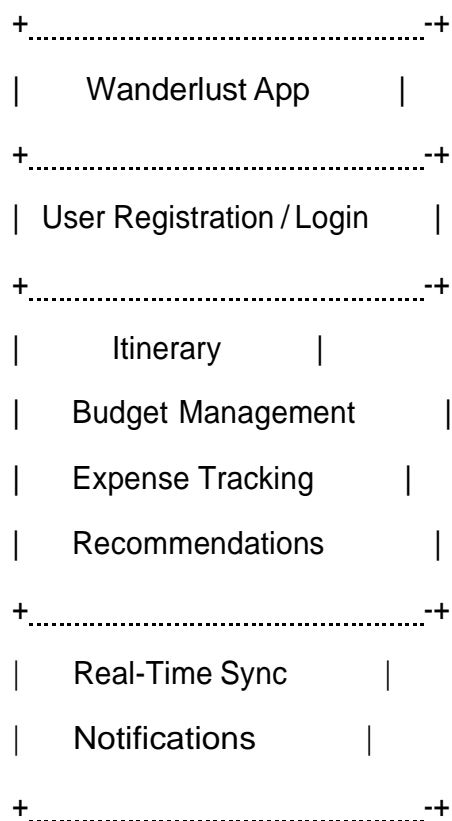 +--------------------------------------+
| Wanderlust App |
+--------------------------------------+
| User Registration / Login |
+--------------------------------------+
| Itinerary |
| Budget Management |
| Expense Tracking |
| Recommendations |
+--------------------------------------+
| Real-Time Sync |
| Notifications |
+--------------------------------------+